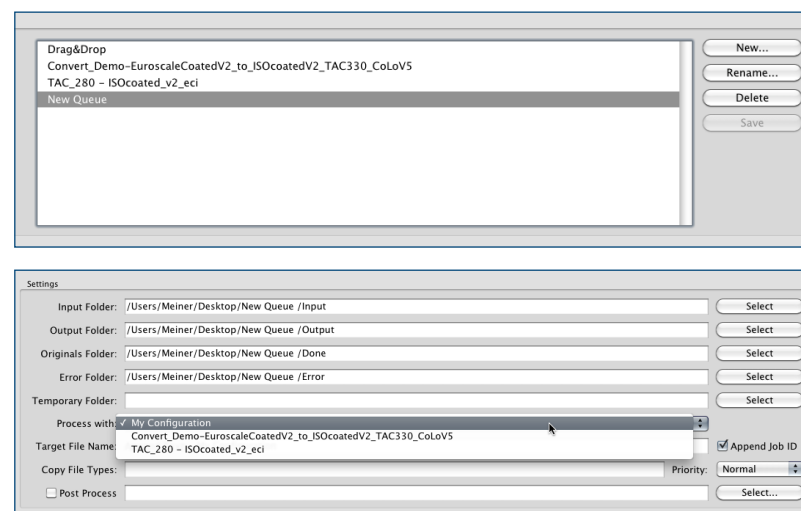 Drag&Drop
Convert_Demo-EuroscaleCoatedV2_to_ISOcoatedV2_TAC330_CoLoV5
TAC_280 – ISOcoated_v2_eci
New Queue
New...
Rename...
Delete
Save
Settings
Input Folder: /Users/Meiner/Desktop/New Queue /Input Select
Output Folder: /Users/Meiner/Desktop/New Queue /Output Select
Originals Folder: /Users/Meiner/Desktop/New Queue /Done Select
Error Folder: /Users/Meiner/Desktop/New Queue /Error Select
Temporary Folder: Select
Process with: ✓ My Configuration
Convert_Demo-EuroscaleCoatedV2_to_ISOcoatedV2_TAC330_CoLoV5
Target File Name: TAC_280 – ISOcoated_v2_eci Append Job ID
Copy File Types: Priority: Normal
Post Process Select...